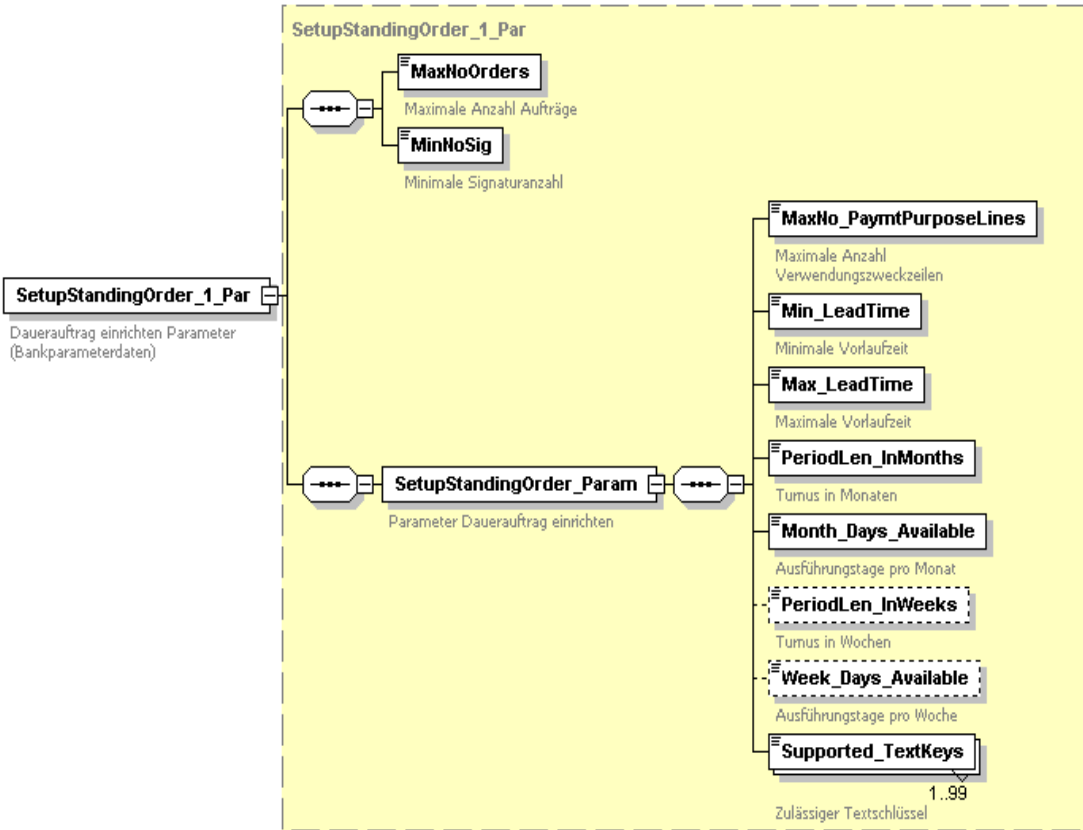 SetupStandingOrder_1_Par
MaxNoOrders
Maximale Anzahl Aufträge
MinNoSig
Minimale Signaturanzahl
SetupStandingOrder_1_Par
Dauerauftrag einrichten Parameter
(Bankparameterdaten)
SetupStandingOrder_Param
Parameter Dauerauftrag einrichten
MaxNo_PaymtPurposeLines
Maximale Anzahl
Verwendungszweckzeilen
Min_LeadTime
Minimale Vorlaufzeit
Max_LeadTime
Maximale Vorlaufzeit
PeriodLen_InMonths
Turnus in Monaten
Month_Days_Available
Ausführungstage pro Monat
PeriodLen_InWeeks
Turnus in Wochen
Week_Days_Available
Ausführungstage pro Woche
Supported_TextKeys
1..99
Zulässiger Textschlüssel